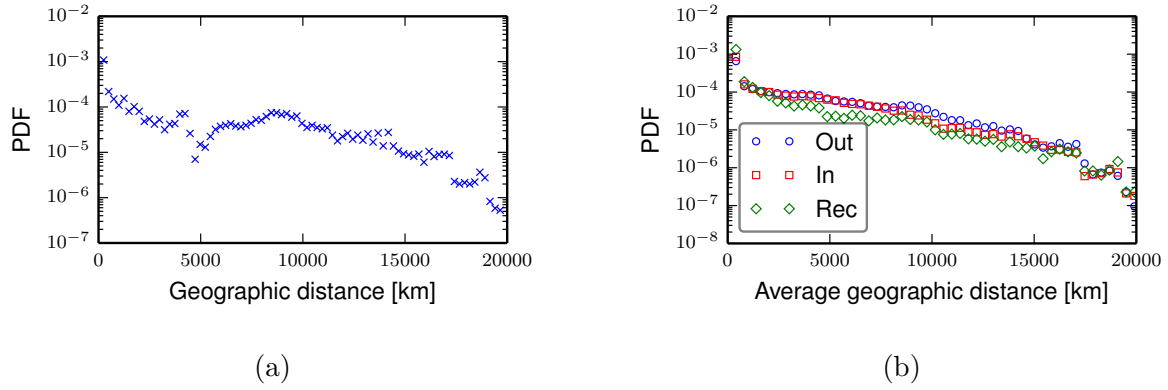 10−2
10−3
10−4
10−5
10−6
10−7
PDF
0 5000 10000 15000 20000
Geographic distance [km]
(a)
10−2
10−3
10−4
10−5
10−6
10−7
10−8
PDF
Out
In
Rec
0 5000 10000 15000 20000
Average geographic distance [km]
(b)